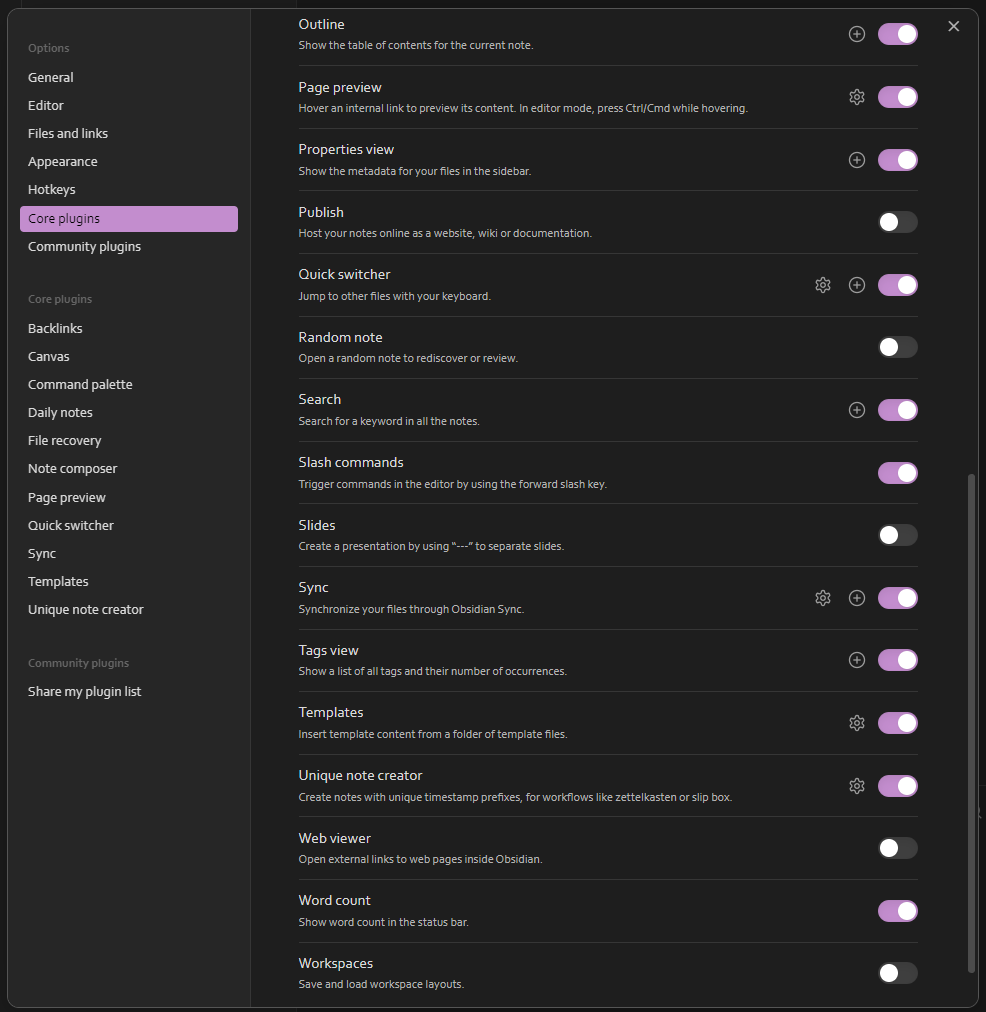 Options
General
Editor
Files and links
Appearance
Hotkeys
Core plugins
Community plugins
Core plugins
Backlinks
Canvas
Command palette
Daily notes
File recovery
Note composer
Page preview
Quick switcher
Sync
Templates
Unique note creator
Community plugins
Share my plugin list
Outline
Show the table of contents for the current note.
Page preview
Hover an internal link to preview its content. In editor mode, press Ctrl/Cmd while hovering.
Properties view
Show the metadata for your files in the sidebar.
Publish
Host your notes online as a website, wiki or documentation.
Quick switcher
Jump to other files with your keyboard.
Random note
Open a random note to rediscover or review.
Search
Search for a keyword in all the notes.
Slash commands
Trigger commands in the editor by using the forward slash key.
Slides
Create a presentation by using “---” to separate slides.
Sync
Synchronize your files through Obsidian Sync.
Tags view
Show a list of all tags and their number of occurrences.
Templates
Insert template content from a folder of template files.
Unique note creator
Create notes with unique timestamp prefixes, for workflows like zettelkasten or slip box.
Web viewer
Open external links to web pages inside Obsidian.
Word count
Show word count in the status bar.
Workspaces
Save and load workspace layouts.